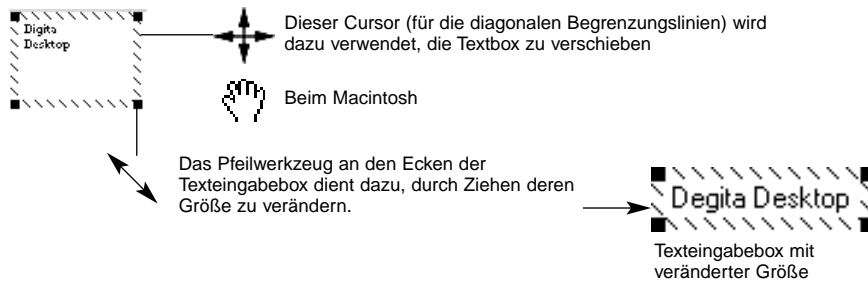 Digita
Desktop
Dieser Cursor (für die diagonalen Begrenzungslinien) wird
dazu verwendet, die Textbox zu verschieben
Beim Macintosh
Das Pfeilwerkzeug an den Ecken der
Texteingabebox dient dazu, durch Ziehen deren
Größe zu verändern.
Degita Desktop
Texteingabebox mit
veränderter Größe